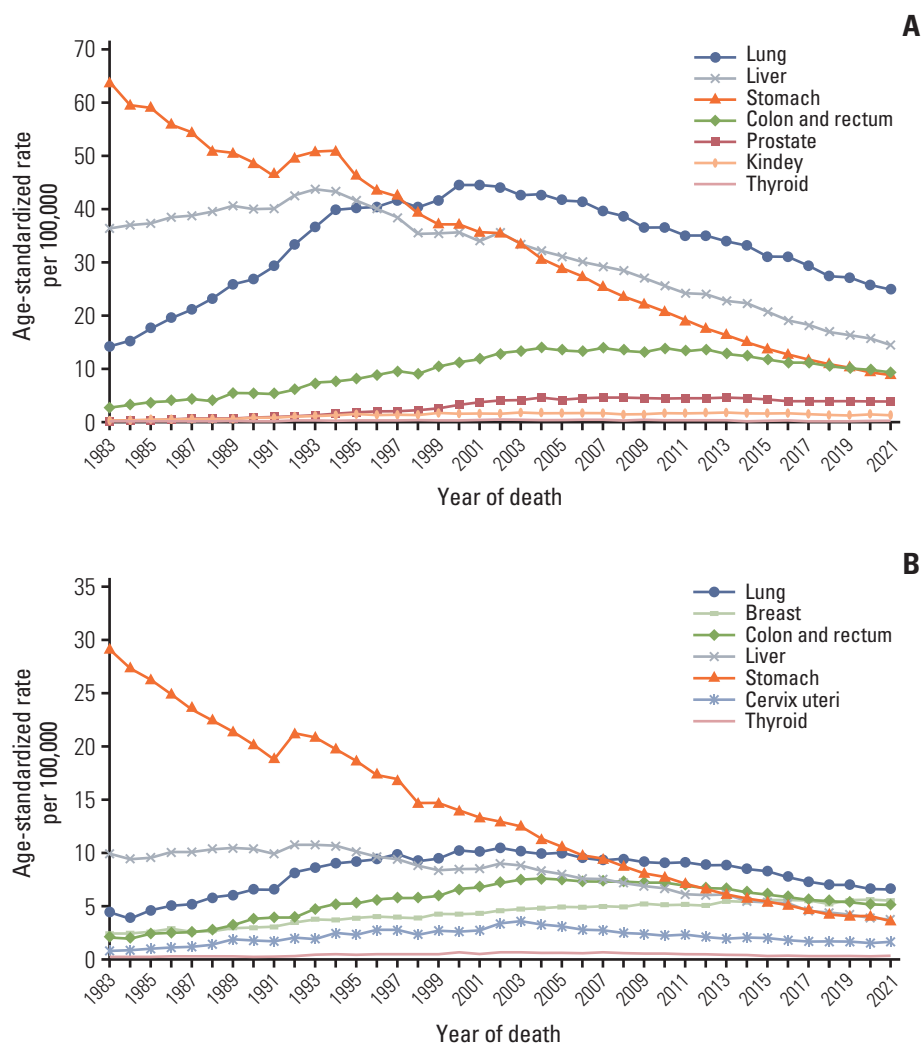 A
70
60
50
40
30
20
10
0
Age-standardized rate
per 100,000
Lung
Liver
Stomach
Colon and rectum
Prostate
Kindey
Thyroid
1983
1985
1987
1989
1991
1993
1995
1997
1999
2001
2003
2005
2007
2009
2011
2013
2015
2017
2019
2021
Year of death
B
35
30
25
20
15
10
5
0
Age-standardized rate
per 100,000
Lung
Breast
Colon and rectum
Liver
Stomach
Cervix uteri
Thyroid
1983
1985
1987
1989
1991
1993
1995
1997
1999
2001
2003
2005
2007
2009
2011
2013
2015
2017
2019
2021
Year of death